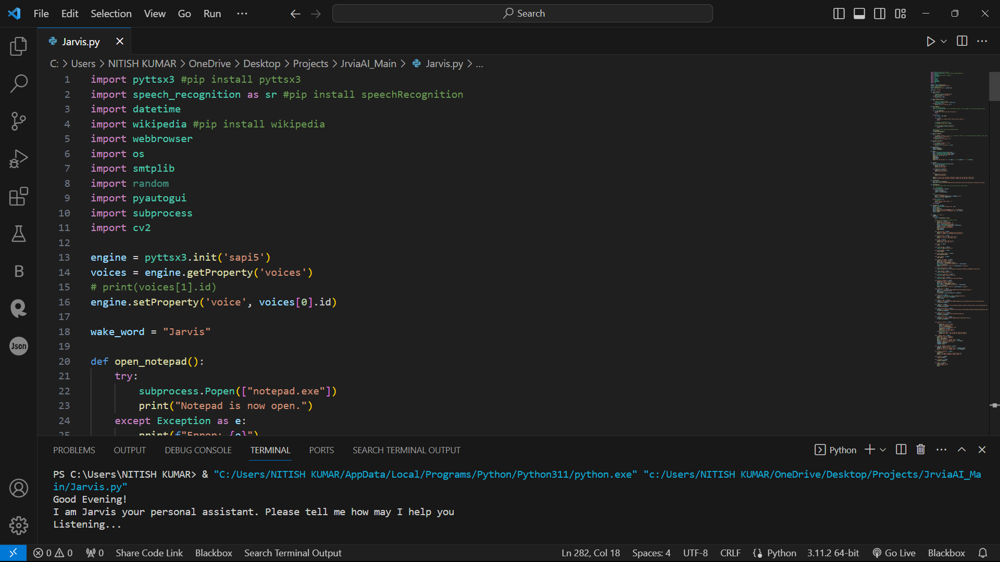 File Edit Selection View Go Run ··· Search
Jarvis.py
C: > Users > NITISH KUMAR > OneDrive > Desktop > Projects > JrviaAI_Main > Jarvis.py > ...
1 import pyttsx3 #pip install pyttsx3
2 import speech_recognition as sr #pip install speechRecognition
3 import datetime
4 import wikipedia #pip install wikipedia
5 import webbrowser
6 import os
7 import smtplib
8 import random
9 import pyautogui
10 import subprocess
11 import cv2
12
13 engine = pyttsx3.init('sapi5')
14 voices = engine.getProperty('voices')
15 # print(voices[1].id)
16 engine.setProperty('voice', voices[0].id)
17
18 wake_word = "Jarvis"
19
20 def open_notepad():
21     try:
22         subprocess.Popen(["notepad.exe"])
23         print("Notepad is now open.")
24     except Exception as e:
25         print(f"Error: {e}")
B
Json
PROBLEMS OUTPUT DEBUG CONSOLE TERMINAL PORTS SEARCH TERMINAL OUTPUT Python
PS C:\Users\NITISH KUMAR> & "C:/Users/NITISH KUMAR/AppData/Local/Programs/Python/Python311/python.exe" "c:/Users/NITISH KUMAR/OneDrive/Desktop/Projects/JrviaAI_Ma
in/Jarvis.py"
Good Evening!
I am Jarvis your personal assistant. Please tell me how may I help you
Listening...
0 0 0 Share Code Link Blackbox Search Terminal Output Ln 282, Col 18 Spaces: 4 UTF-8 CRLF Python 3.11.2 64-bit Go Live Blackbox